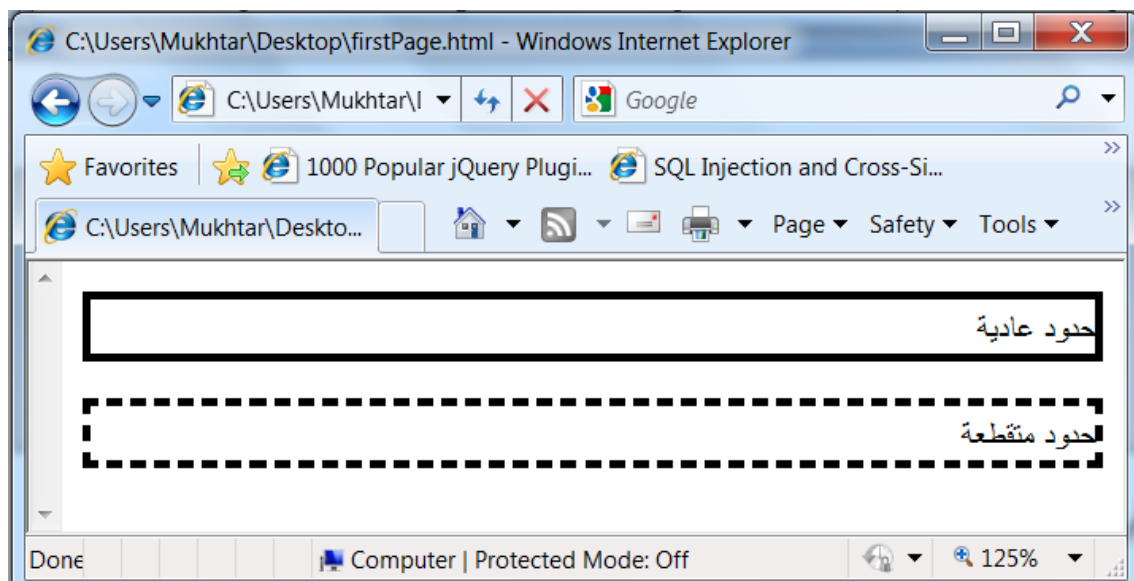 C:\Users\Mukhtar\Desktop\firstPage.html - Windows Internet Explorer
C:\Users\Mukhtar\ Google
Favorites 1000 Popular jQuery Plugi... SQL Injection and Cross-Si...
C:\Users\Mukhtar\Deskto... Page Safety Tools
حدود عادية
حدود متقطعة
Done Computer | Protected Mode: Off 125%